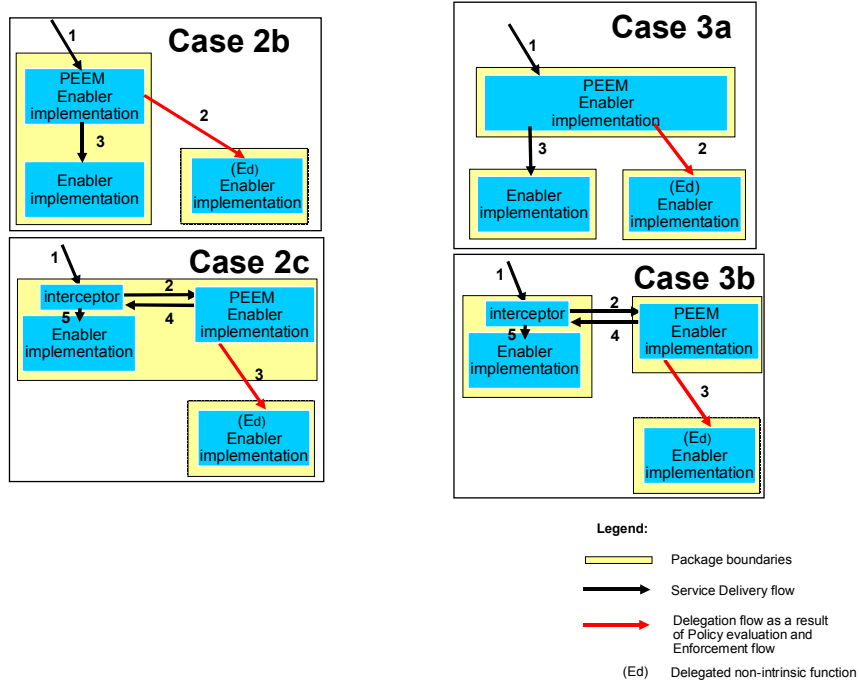 Case 2b
1
PEEM
Enabler
implementation
2
3
Enabler
implementation
(Ed)
Enabler
implementation
Case 3a
1
PEEM
Enabler
implementation
3
2
Enabler
implementation
(Ed)
Enabler
implementation
Case 2c
1
interceptor
2
4
PEEM
Enabler
implementation
5
Enabler
implementation
3
(Ed)
Enabler
implementation
Case 3b
1
interceptor
2
4
PEEM
Enabler
implementation
5
Enabler
implementation
3
(Ed)
Enabler
implementation
Legend:
Package boundaries
Service Delivery flow
Delegation flow as a result
of Policy evaluation and
Enforcement flow
(Ed) Delegated non-intrinsic function